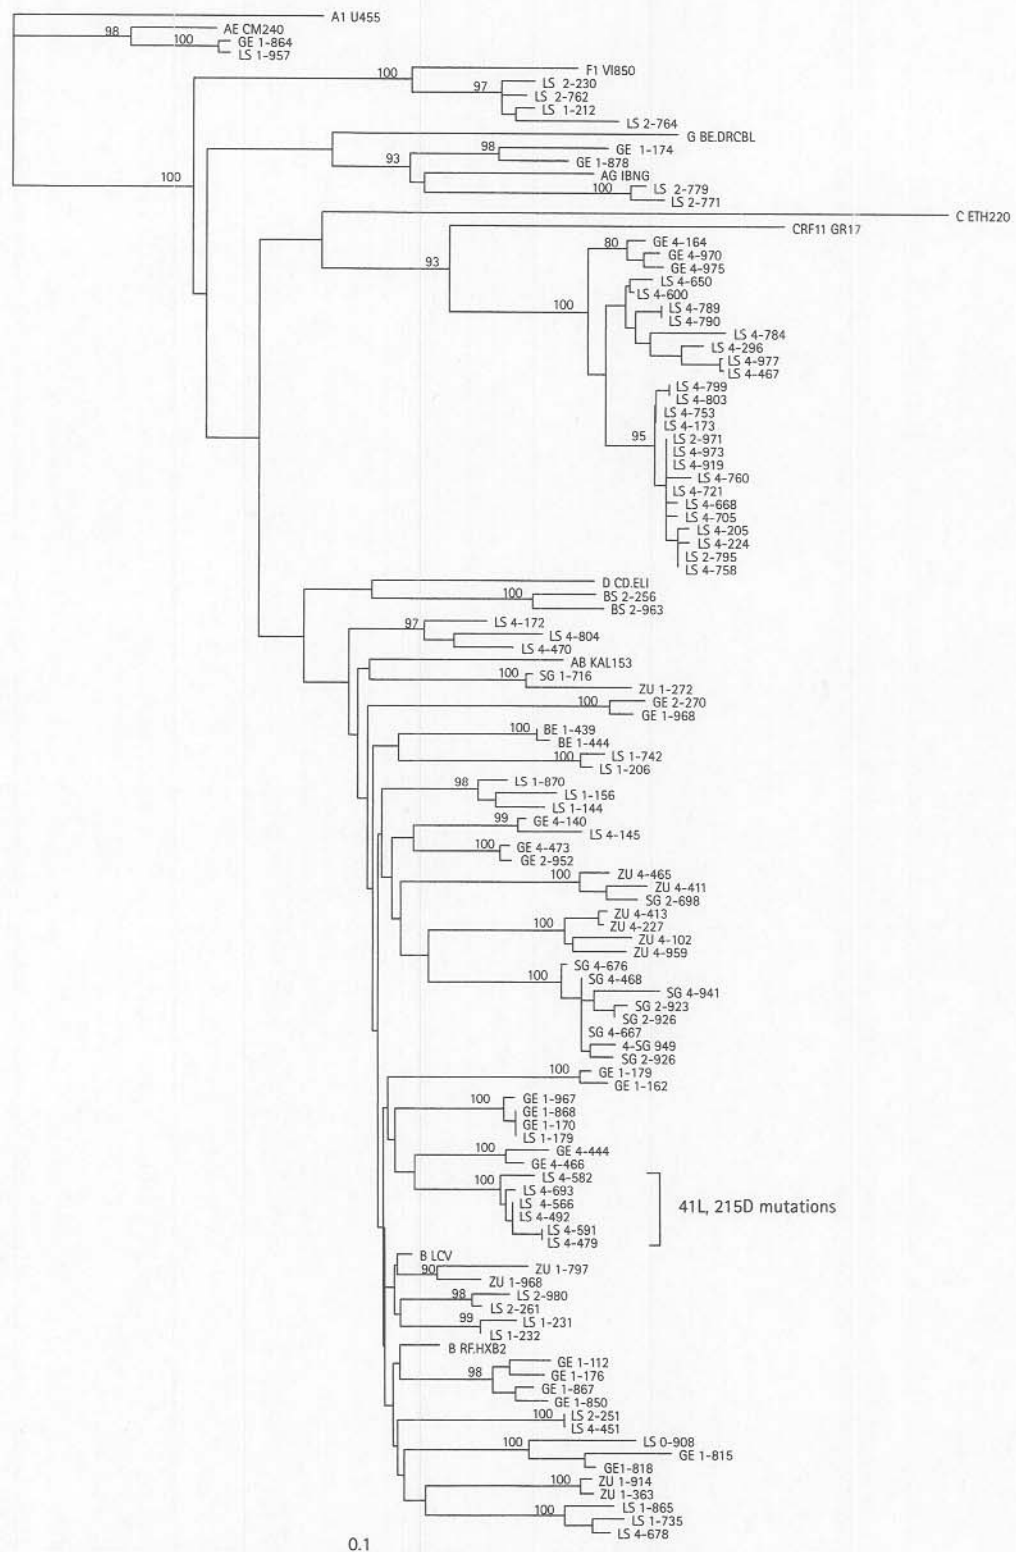 A1 U455
98
AE CM240
100
GE 1-864
LS 1-957
100
F1 VI850
97
LS 2-230
LS 2-762
LS 1-212
LS 2-764
G BE.DRCBL
98
GE 1-174
93
GE 1-878
AG IBNG
100
100
LS 2-779
LS 2-771
C ETH220
CRF11 GR17
80
GE 4-164
GE 4-970
93
GE 4-975
LS 4-650
LS 4-600
100
LS 4-789
LS 4-790
LS 4-784
LS 4-296
LS 4-977
LS 4-467
LS 4-799
LS 4-803
LS 4-753
LS 4-173
95
LS 2-971
LS 4-973
LS 4-919
LS 4-760
LS 4-721
LS 4-668
LS 4-705
LS 4-205
LS 4-224
LS 2-795
LS 4-758
D CD.ELI
100
BS 2-256
BS 2-963
97
LS 4-172
LS 4-804
LS 4-470
AB KAL153
100
SG 1-716
ZU 1-272
100
GE 2-270
GE 1-968
100
BE 1-439
BE 1-444
100
LS 1-742
LS 1-206
98
LS 1-870
LS 1-156
LS 1-144
99
GE 4-140
LS 4-145
100
GE 4-473
GE 2-952
100
ZU 4-465
ZU 4-411
SG 2-698
ZU 4-413
100
ZU 4-227
ZU 4-102
ZU 4-959
SG 4-676
100
SG 4-468
SG 4-941
SG 2-923
SG 2-926
SG 4-667
4-SG 949
SG 2-926
100
GE 1-179
GE 1-162
100
GE 1-967
GE 1-868
GE 1-170
LS 1-179
100
GE 4-444
GE 4-466
100
LS 4-582
LS 4-693
LS 4-566
41L, 215D mutations
LS 4-492
LS 4-591
LS 4-479
B LCV
90
ZU 1-797
ZU 1-968
98
LS 2-980
LS 2-261
99
LS 1-231
LS 1-232
B RF.HXB2
GE 1-112
98
GE 1-176
GE 1-867
GE 1-850
100
LS 2-251
LS 4-451
100
LS 0-908
GE 1-815
GE1-818
100
ZU 1-914
ZU 1-363
100
LS 1-865
LS 1-735
LS 4-678
0.1